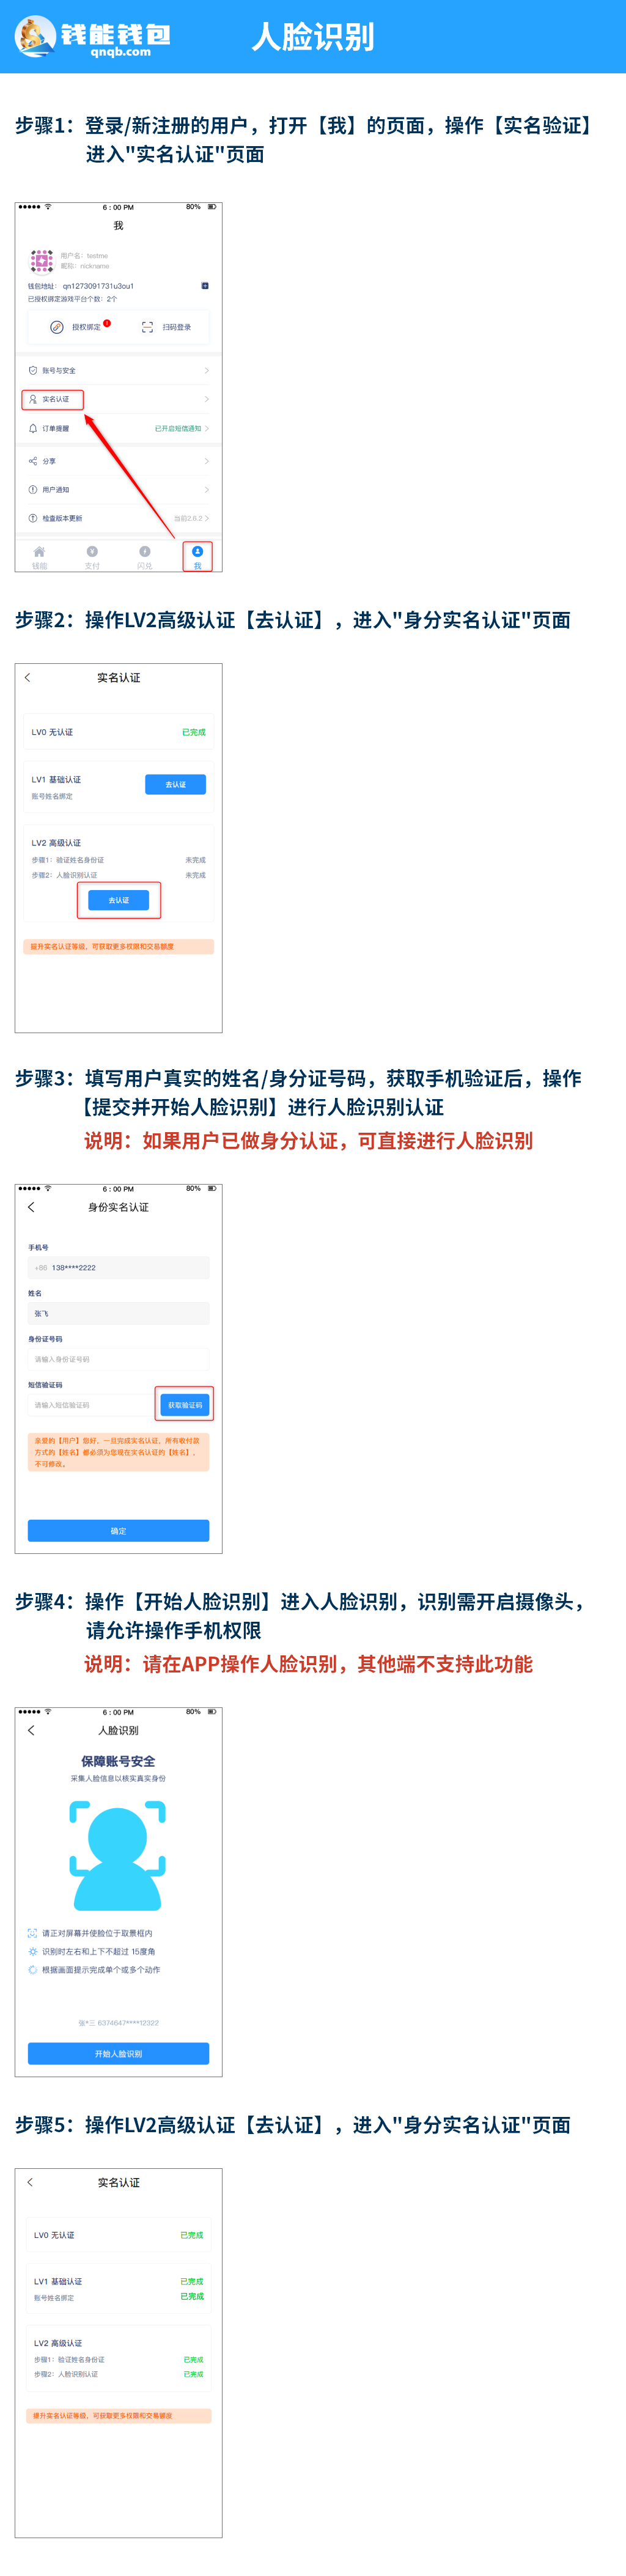 钱能钱包
qnqb.com
人脸识别
步骤1：登录/新注册的用户，打开【我】的页面，操作【实名验证】
进入"实名认证"页面
6：00 PM
80%
我
用户名：testme
昵称：nickname
钱包地址： qn1273091731u3ou1
已授权绑定游戏平台个数：2个
授权绑定
扫码登录
账号与安全
实名认证
订单提醒 已开启短信通知
分享
用户通知
检查版本更新 当前2.6.2
钱能 支付 闪兑 我
步骤2：操作LV2高级认证【去认证】，进入"身分实名认证"页面
实名认证
LV0 无认证 已完成
LV1 基础认证
去认证
账号姓名绑定
LV2 高级认证
步骤1：验证姓名身份证 未完成
步骤2：人脸识别认证 未完成
去认证
提升实名认证等级，可获取更多权限和交易额度
步骤3：填写用户真实的姓名/身分证号码，获取手机验证后，操作
【提交并开始人脸识别】进行人脸识别认证
说明：如果用户已做身分认证，可直接进行人脸识别
6：00 PM
80%
身份实名认证
手机号
+86 138****2222
姓名
张飞
身份证号码
请输入身份证号码
短信验证码
请输入短信验证码 获取验证码
亲爱的【用户】您好，一旦完成实名认证，所有收付款
方式的【姓名】都必须为您现在实名认证的【姓名】，
不可修改。
确定
步骤4：操作【开始人脸识别】进入人脸识别，识别需开启摄像头，
请允许操作手机权限
说明：请在APP操作人脸识别，其他端不支持此功能
6：00 PM
80%
人脸识别
保障账号安全
采集人脸信息以核实真实身份
请正对屏幕并使脸位于取景框内
识别时左右和上下不超过 15度角
根据画面提示完成单个或多个动作
张*三 6374647****12322
开始人脸识别
步骤5：操作LV2高级认证【去认证】，进入"身分实名认证"页面
实名认证
LV0 无认证 已完成
LV1 基础认证 已完成
账号姓名绑定 已完成
LV2 高级认证
步骤1：验证姓名身份证 已完成
步骤2：人脸识别认证 已完成
提升实名认证等级，可获取更多权限和交易额度